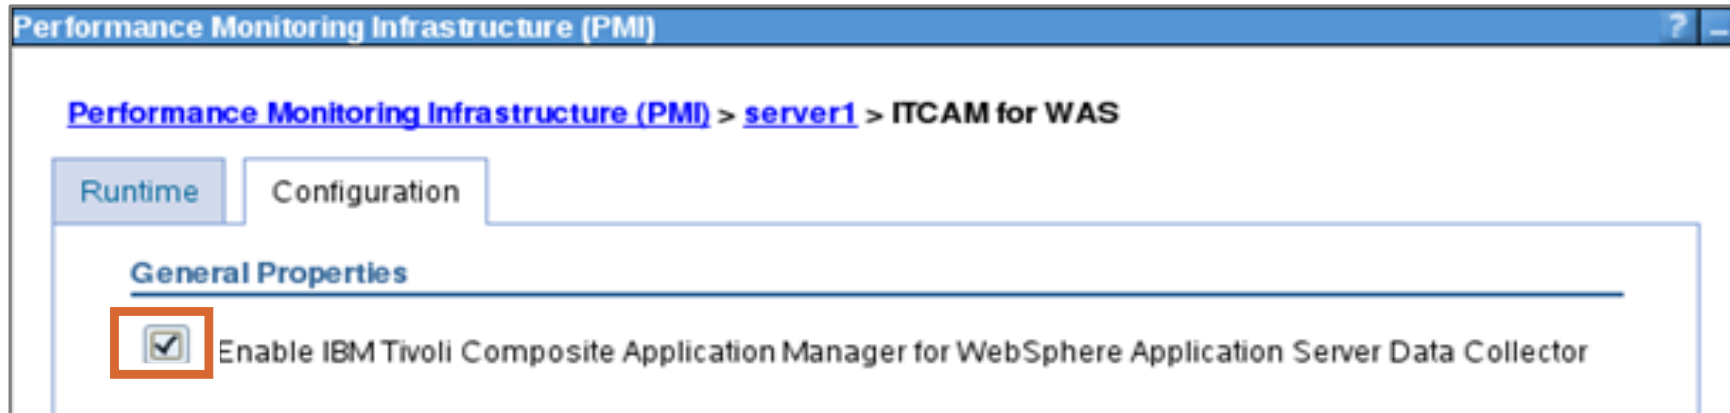 Performance Monitoring Infrastructure (PMI) ? _
Performance Monitoring Infrastructure (PMI) > server1 > ITCAM for WAS
Runtime Configuration
General Properties
Enable IBM Tivoli Composite Application Manager for WebSphere Application Server Data Collector